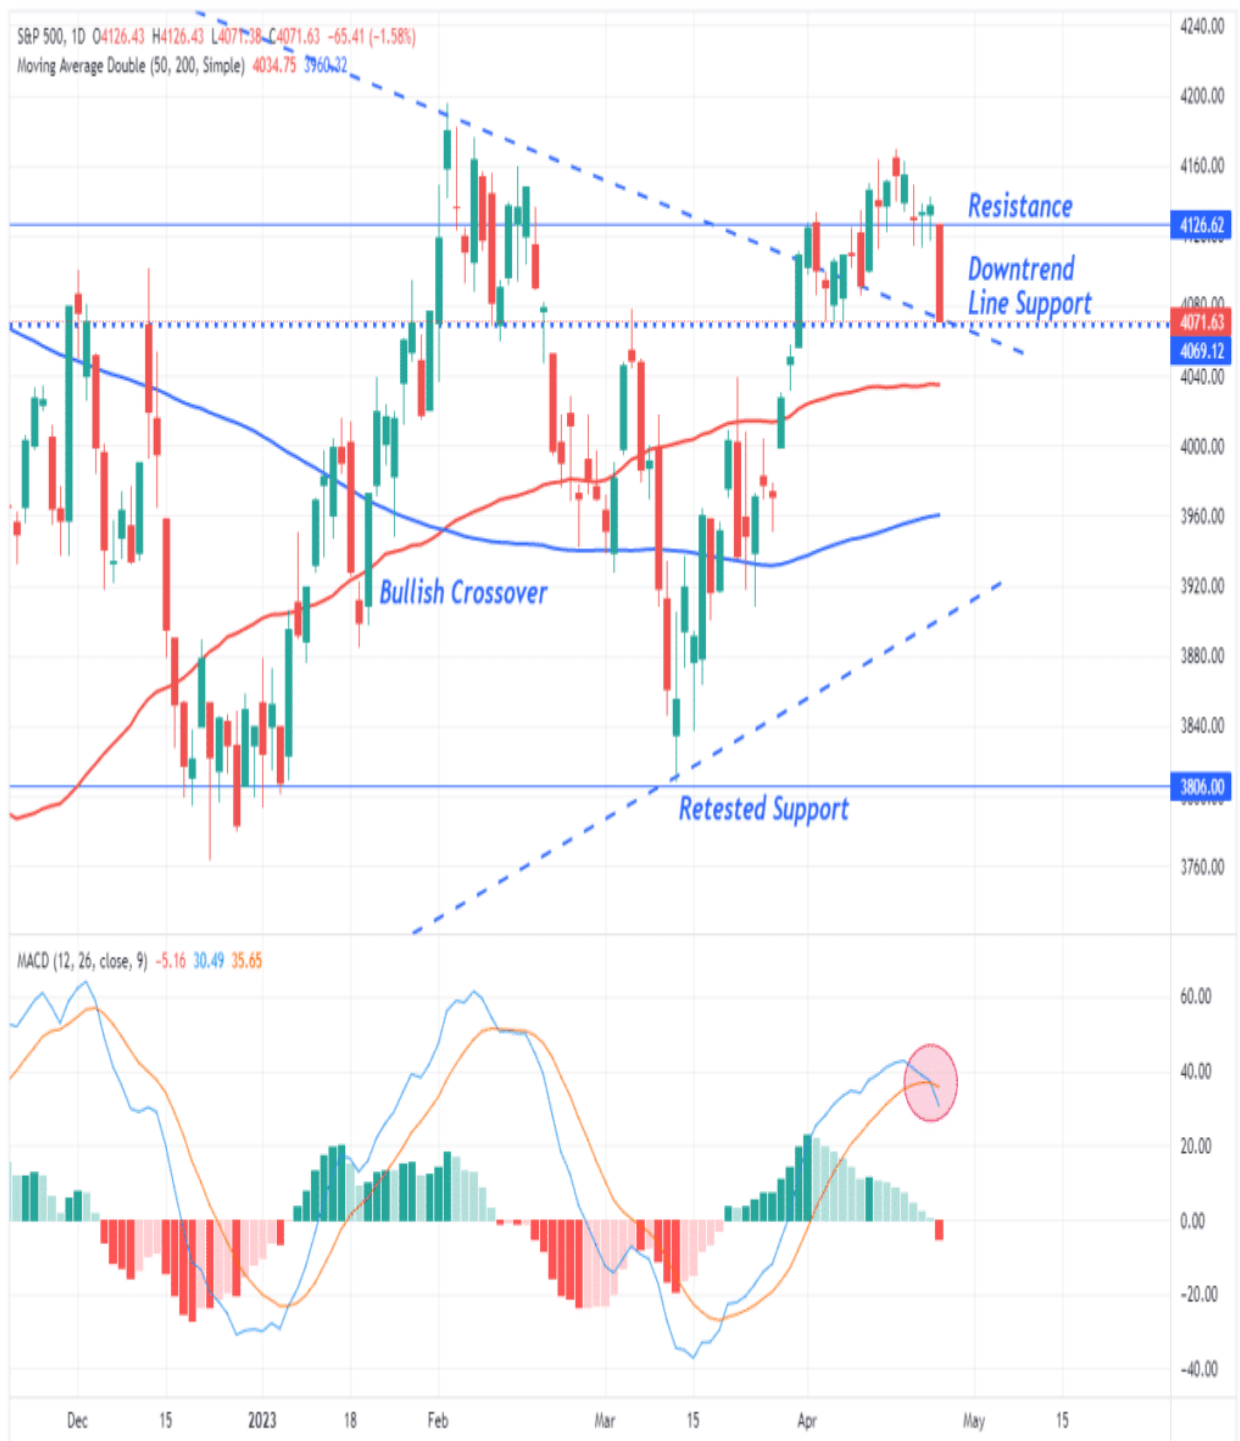 S&P 500, 1D O4126.43 H4126.43 L4071.38 C4071.63 −65.41 (−1.58%)
Moving Average Double (50, 200, Simple) 4034.75 3960.32
4240.00
4200.00
4160.00
Resistance
4126.62
Downtrend
Line Support
4080.00
4071.63
4069.12
4040.00
4000.00
3960.00
3920.00
Bullish Crossover
3880.00
3840.00
3806.00
Retested Support
3760.00
MACD (12, 26, close, 9) −5.16 30.49 35.65
60.00
40.00
20.00
0.00
−20.00
−40.00
Dec 15 2023 18 Feb Mar 15 Apr May 15